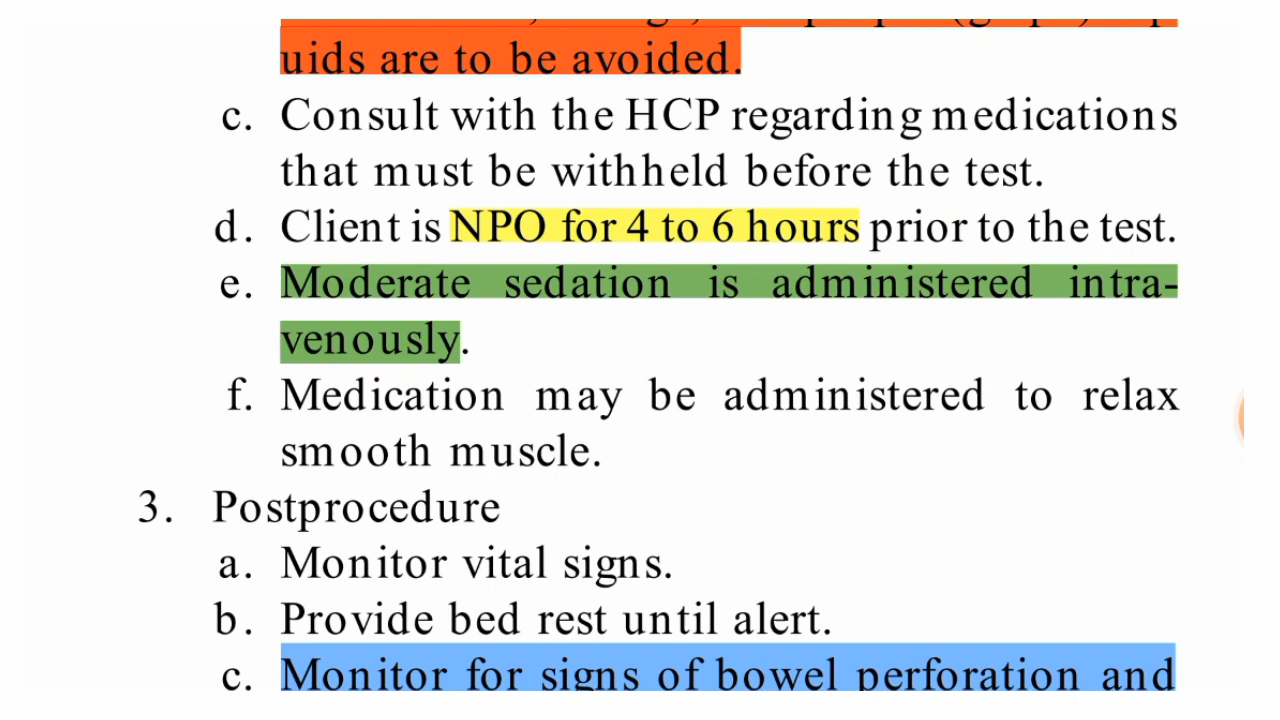 uids are to be avoided.
c. Consult with the HCP regarding medications
that must be withheld before the test.
d. Client is NPO for 4 to 6 hours prior to the test.
e. Moderate sedation is administered intra-
venously.
f. Medication may be administered to relax
smooth muscle.
3. Postprocedure
a. Monitor vital signs.
b. Provide bed rest until alert.
c. Monitor for signs of bowel perforation and